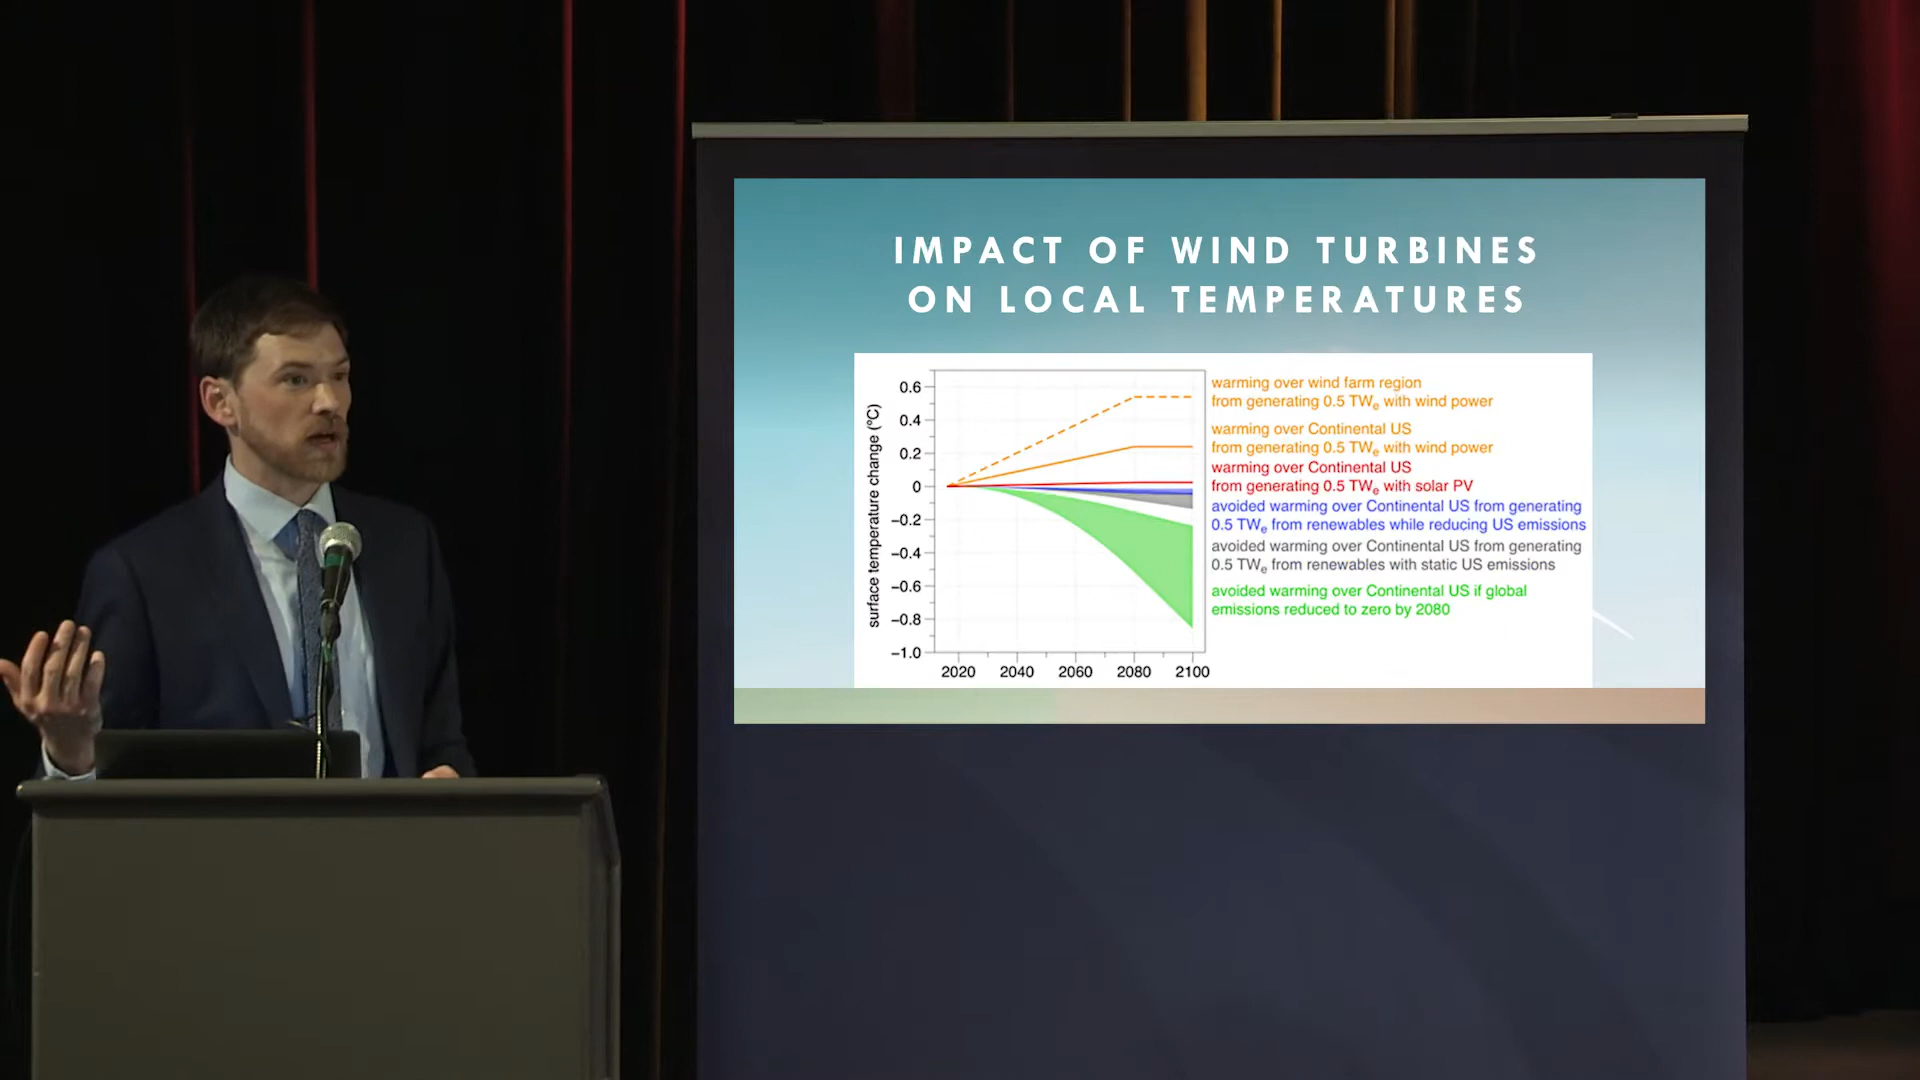 IMPACT OF WIND TURBINES
ON LOCAL TEMPERATURES
surface temperature change (°C)
0.6
0.4
0.2
0
−0.2
−0.4
−0.6
−0.8
−1.0
2020 2040 2060 2080 2100
warming over wind farm region
from generating 0.5 TWe with wind power
warming over Continental US
from generating 0.5 TWe with wind power
warming over Continental US
from generating 0.5 TWe with solar PV
avoided warming over Continental US from generating
0.5 TWe from renewables while reducing US emissions
avoided warming over Continental US from generating
0.5 TWe from renewables with static US emissions
avoided warming over Continental US if global
emissions reduced to zero by 2080